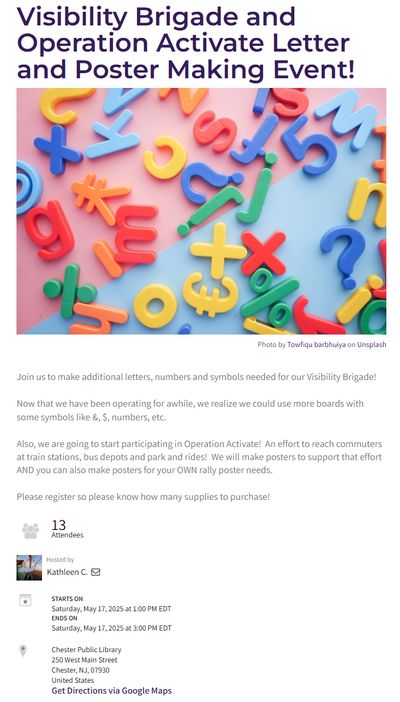 Visibility Brigade and
Operation Activate Letter
and Poster Making Event!
Photo by Towfiqu barbhuiya on Unsplash
Join us to make additional letters, numbers and symbols needed for our Visibility Brigade!
Now that we have been operating for awhile, we realize we could use more boards with
some symbols like &, $, numbers, etc.
Also, we are going to start participating in Operation Activate!  An effort to reach commuters
at train stations, bus depots and park and rides!  We will make posters to support that effort
AND you can also make posters for your OWN rally poster needs.
Please register so please know how many supplies to purchase!
13
Attendees
Hosted by
Kathleen C.
STARTS ON
Saturday, May 17, 2025 at 1:00 PM EDT
ENDS ON
Saturday, May 17, 2025 at 3:00 PM EDT
Chester Public Library
250 West Main Street
Chester, NJ, 07930
United States
Get Directions via Google Maps